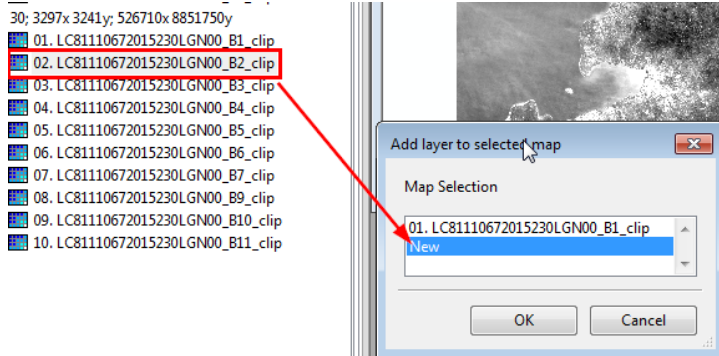 30; 3297x 3241y; 526710x 8851750y
01. LC81110672015230LGN00_B1_clip
02. LC81110672015230LGN00_B2_clip
03. LC81110672015230LGN00_B3_clip
04. LC81110672015230LGN00_B4_clip
05. LC81110672015230LGN00_B5_clip
06. LC81110672015230LGN00_B6_clip
07. LC81110672015230LGN00_B7_clip
08. LC81110672015230LGN00_B9_clip
09. LC81110672015230LGN00_B10_clip
10. LC81110672015230LGN00_B11_clip
Add layer to selected map
Map Selection
01. LC81110672015230LGN00_B1_clip
New
OK Cancel